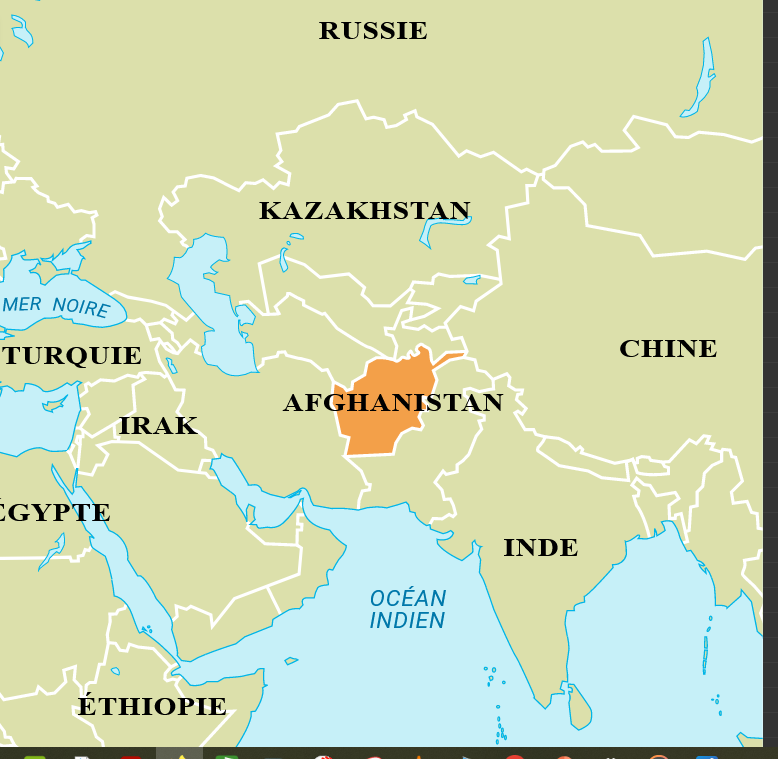 RUSSIE
KAZAKHSTAN
MER NOIRE
TURQUIE
CHINE
AFGHANISTAN
IRAK
ÉGYPTE
INDE
OCÉAN
INDIEN
ÉTHIOPIE